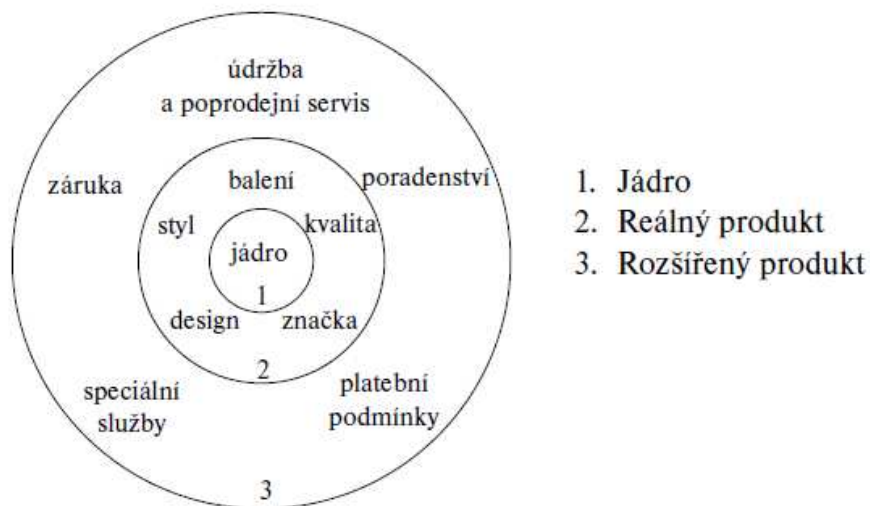 údržba
a poprodejní servis
záruka
balení
poradenství
styl
kvalita
jádro
1
design
značka
2
speciální
služby
platební
podmínky
3
1. Jádro
2. Reálný produkt
3. Rozšířený produkt